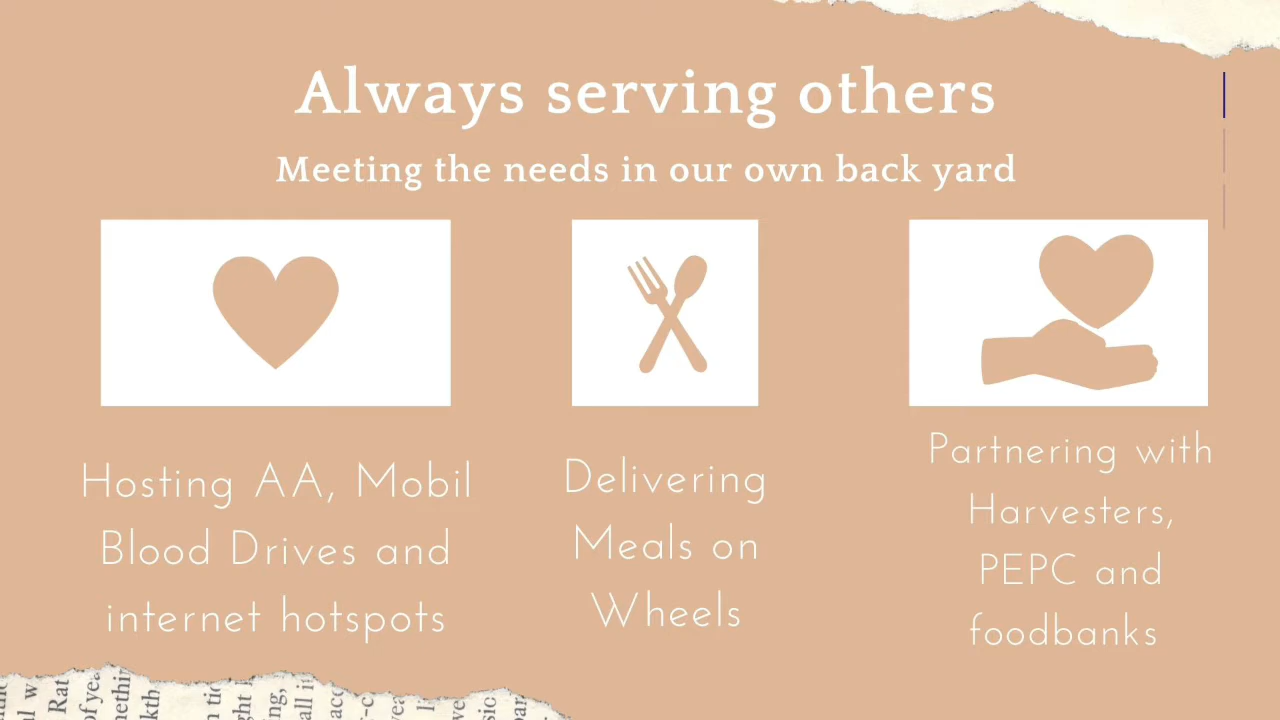 Always serving others
Meeting the needs in our own back yard
Hosting AA, Mobil
Blood Drives and
internet hotspots
Delivering
Meals on
Wheels
Partnering with
Harvesters,
PEPC and
foodbanks